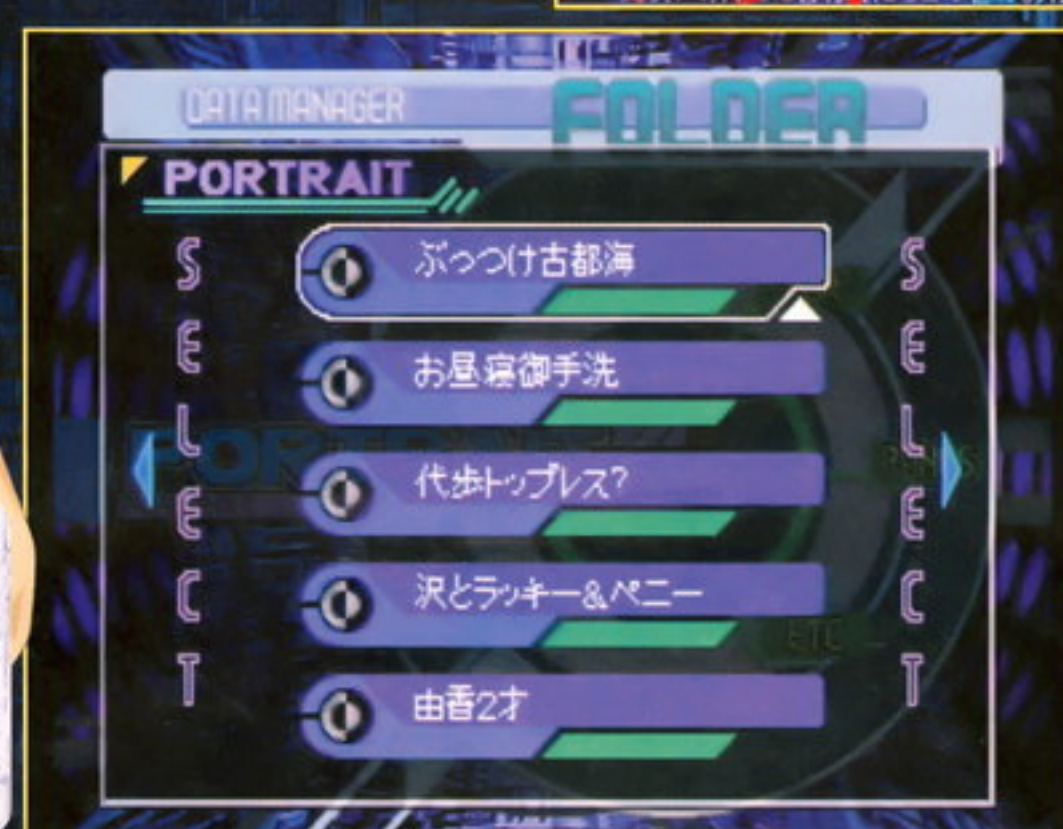 DATA MANAGER
FOLDER
PORTRAIT
SELECT
SELECT
ぶっつけ古都海
お昼寝御手洗
代歩トップレス?
沢とラッキー&ペニー
由香2才
PORTRAIT
ETC